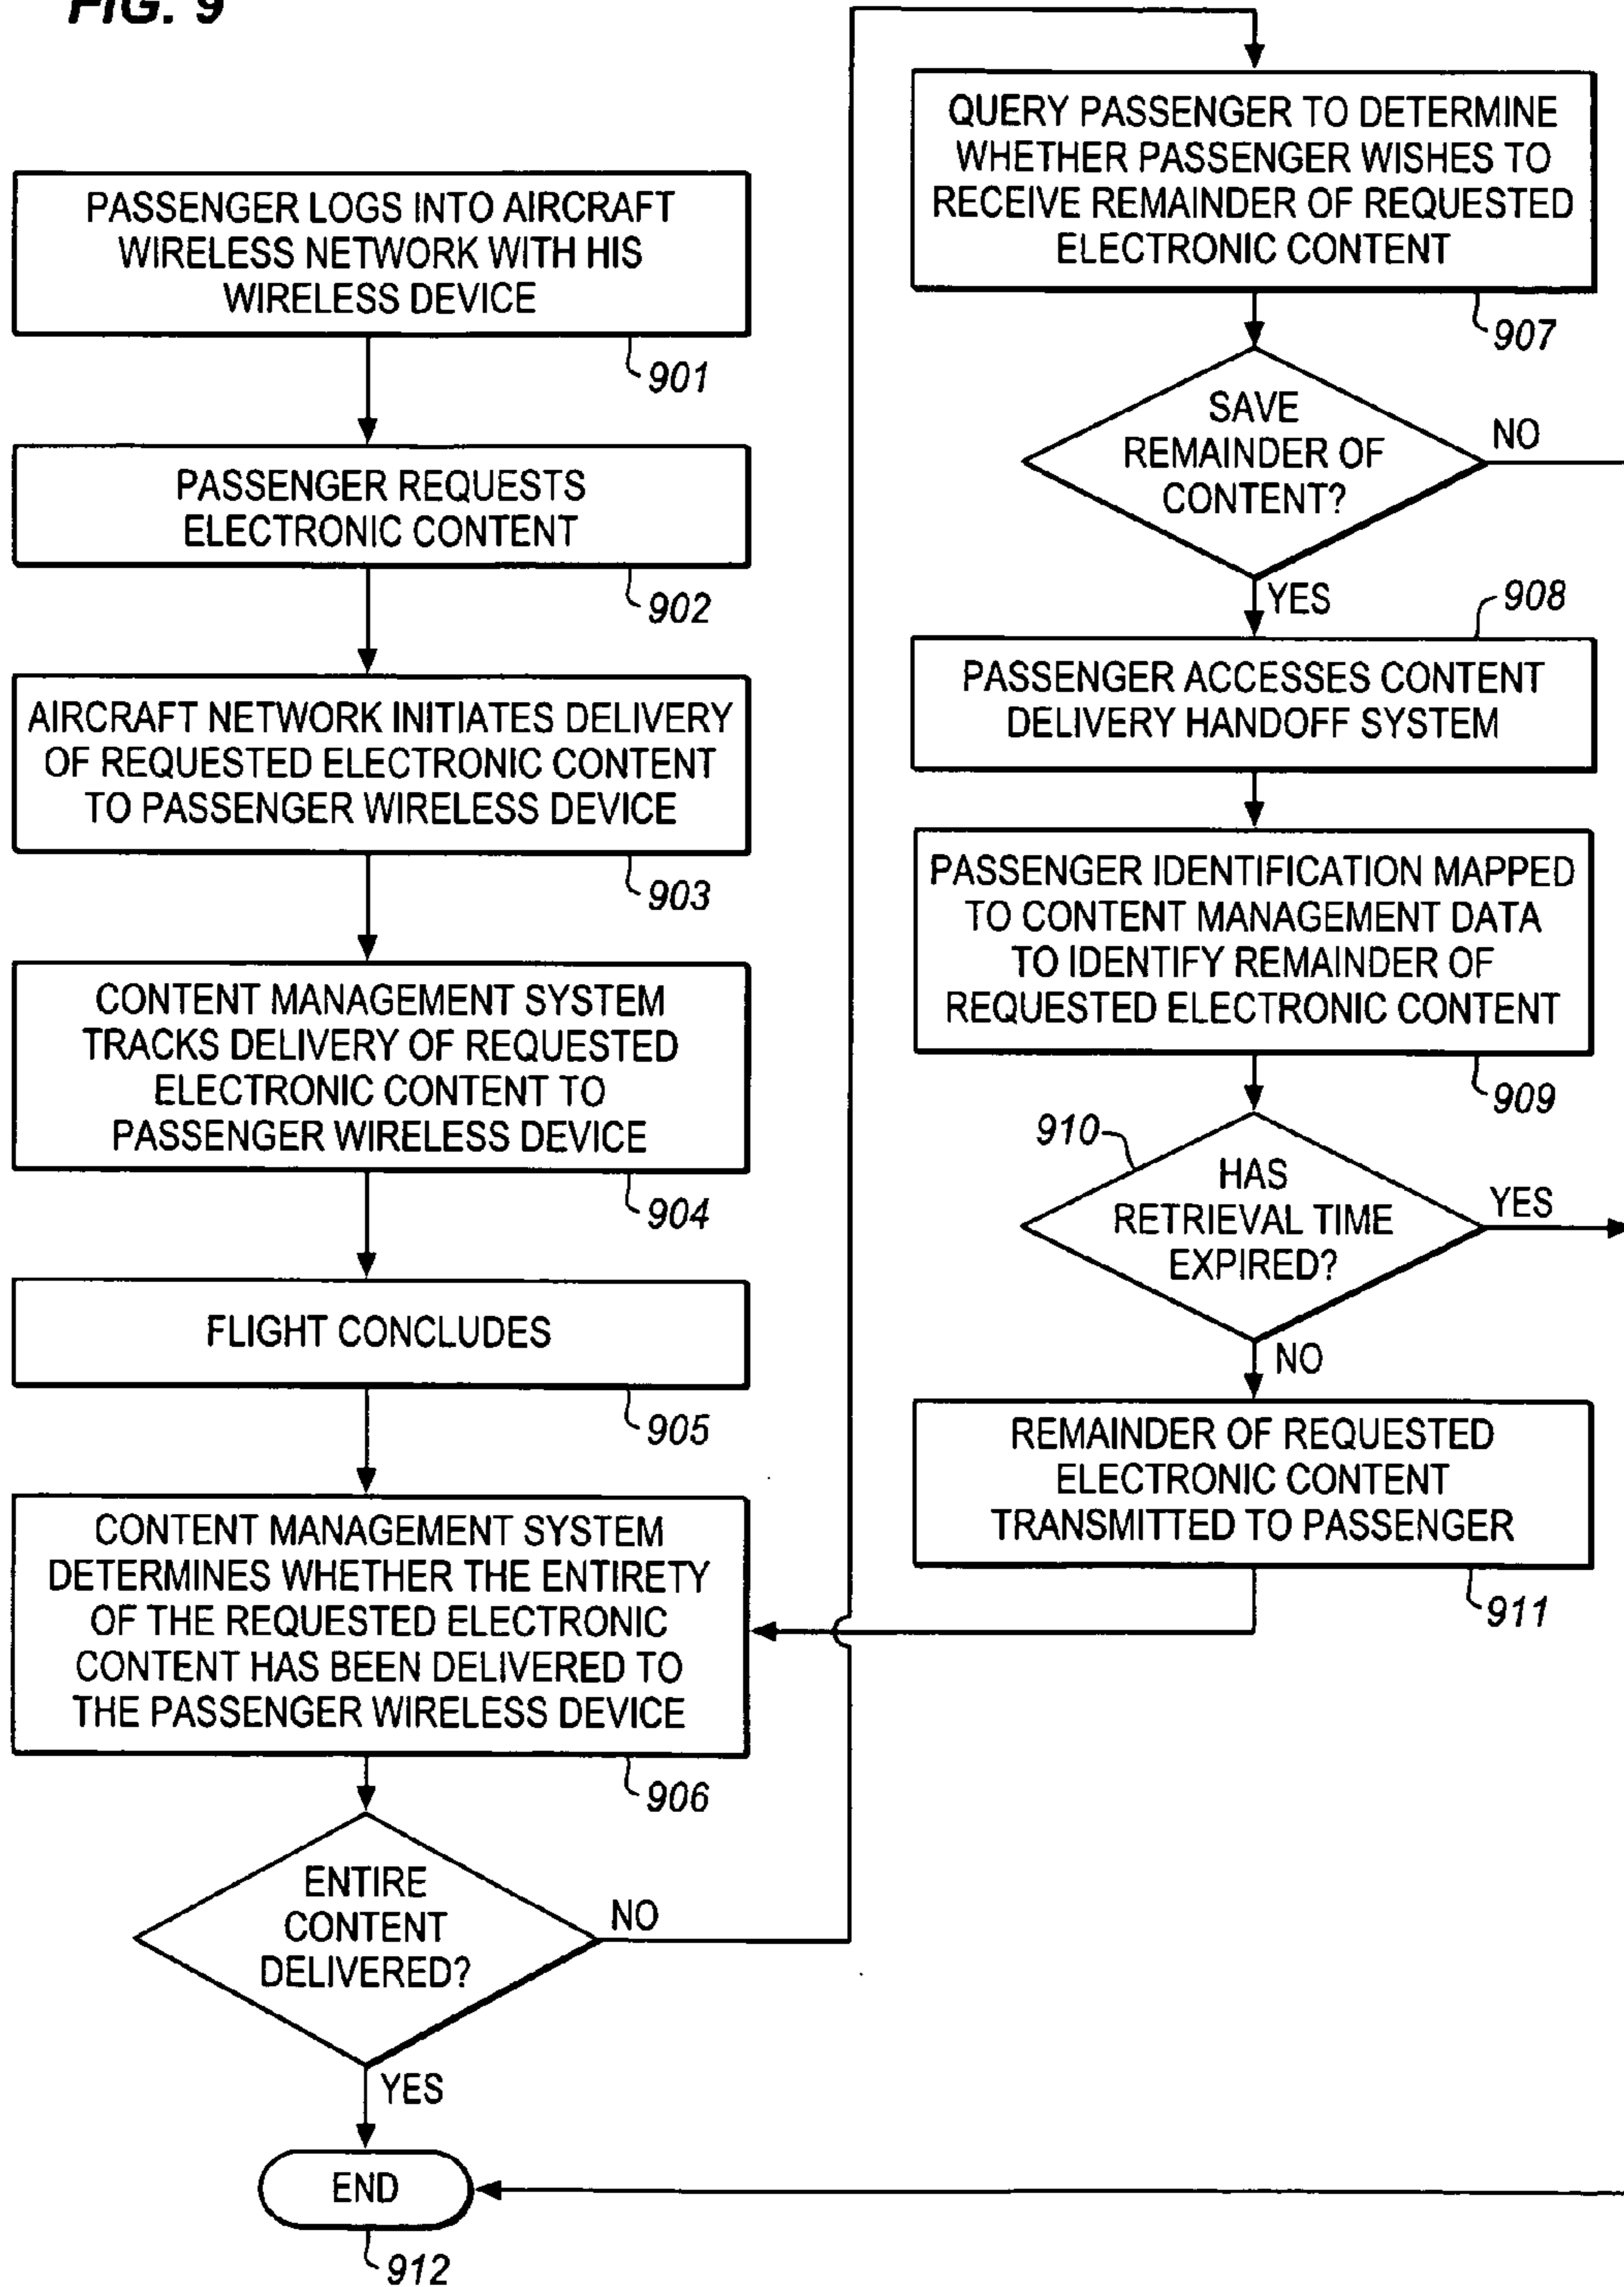 FIG. 9
PASSENGER LOGS INTO AIRCRAFT
WIRELESS NETWORK WITH HIS
WIRELESS DEVICE
901
PASSENGER REQUESTS
ELECTRONIC CONTENT
902
AIRCRAFT NETWORK INITIATES DELIVERY
OF REQUESTED ELECTRONIC CONTENT
TO PASSENGER WIRELESS DEVICE
903
CONTENT MANAGEMENT SYSTEM
TRACKS DELIVERY OF REQUESTED
ELECTRONIC CONTENT TO
PASSENGER WIRELESS DEVICE
904
FLIGHT CONCLUDES
905
CONTENT MANAGEMENT SYSTEM
DETERMINES WHETHER THE ENTIRETY
OF THE REQUESTED ELECTRONIC
CONTENT HAS BEEN DELIVERED TO
THE PASSENGER WIRELESS DEVICE
906
ENTIRE
CONTENT
DELIVERED?
NO
YES
END
912
QUERY PASSENGER TO DETERMINE
WHETHER PASSENGER WISHES TO
RECEIVE REMAINDER OF REQUESTED
ELECTRONIC CONTENT
907
SAVE
REMAINDER OF
CONTENT?
NO
YES
908
PASSENGER ACCESSES CONTENT
DELIVERY HANDOFF SYSTEM
PASSENGER IDENTIFICATION MAPPED
TO CONTENT MANAGEMENT DATA
TO IDENTIFY REMAINDER OF
REQUESTED ELECTRONIC CONTENT
909
910
HAS
RETRIEVAL TIME
EXPIRED?
YES
NO
REMAINDER OF REQUESTED
ELECTRONIC CONTENT
TRANSMITTED TO PASSENGER
911